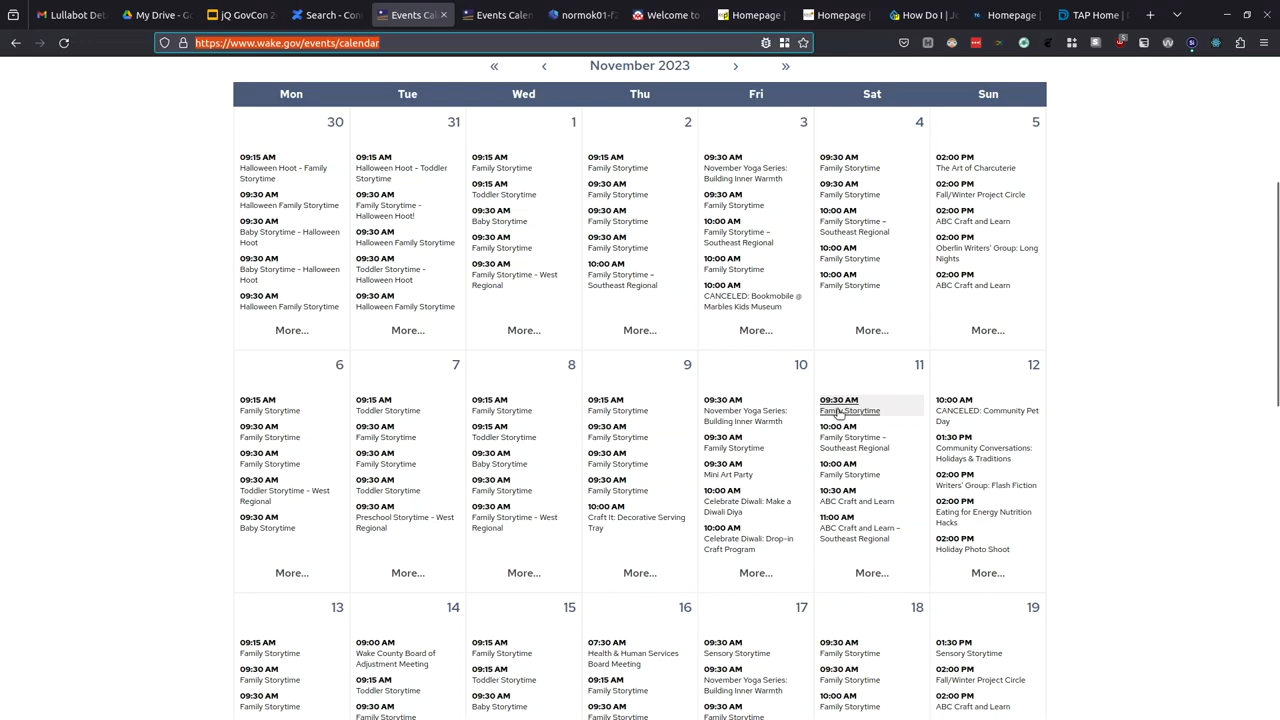 Lullabot Det
My Drive - Go
jQ GovCon 2
Search - Con
Events Cal
Events Calen
normok01-f2
Welcome to
Homepage |
Homepage |
How Do I | Jo
Homepage |
TAP Home |
https://www.wake.gov/events/calendar
« ‹ November 2023 › »
Mon Tue Wed Thu Fri Sat Sun
30
09:15 AM
Halloween Hoot - Family
Storytime
09:30 AM
Halloween Family Storytime
09:30 AM
Baby Storytime - Halloween
Hoot
09:30 AM
Baby Storytime - Halloween
Hoot
09:30 AM
Halloween Family Storytime
More...
31
09:15 AM
Halloween Hoot - Toddler
Storytime
09:30 AM
Family Storytime -
Halloween Hoot!
09:30 AM
Halloween Family Storytime
09:30 AM
Toddler Storytime -
Halloween Hoot
09:30 AM
Halloween Family Storytime
More...
1
09:15 AM
Family Storytime
09:15 AM
Toddler Storytime
09:30 AM
Baby Storytime
09:30 AM
Family Storytime
09:30 AM
Family Storytime - West
Regional
More...
2
09:15 AM
Family Storytime
09:30 AM
Family Storytime
09:30 AM
Family Storytime
09:30 AM
Family Storytime
10:00 AM
Family Storytime –
Southeast Regional
More...
3
09:30 AM
November Yoga Series:
Building Inner Warmth
09:30 AM
Family Storytime
10:00 AM
Family Storytime –
Southeast Regional
10:00 AM
Family Storytime
10:00 AM
CANCELED: Bookmobile @
Marbles Kids Museum
More...
4
09:30 AM
Family Storytime
09:30 AM
Family Storytime
10:00 AM
Family Storytime –
Southeast Regional
10:00 AM
Family Storytime
10:00 AM
Family Storytime
More...
5
02:00 PM
The Art of Charcuterie
02:00 PM
Fall/Winter Project Circle
02:00 PM
ABC Craft and Learn
02:00 PM
Oberlin Writers' Group: Long
Nights
02:00 PM
ABC Craft and Learn
More...
6
09:15 AM
Family Storytime
09:30 AM
Family Storytime
09:30 AM
Family Storytime
09:30 AM
Toddler Storytime - West
Regional
09:30 AM
Baby Storytime
More...
7
09:15 AM
Toddler Storytime
09:30 AM
Family Storytime
09:30 AM
Family Storytime
09:30 AM
Toddler Storytime
09:30 AM
Preschool Storytime - West
Regional
More...
8
09:15 AM
Family Storytime
09:15 AM
Toddler Storytime
09:30 AM
Baby Storytime
09:30 AM
Family Storytime
09:30 AM
Family Storytime - West
Regional
More...
9
09:15 AM
Family Storytime
09:30 AM
Family Storytime
09:30 AM
Family Storytime
09:30 AM
Family Storytime
10:00 AM
Craft It: Decorative Serving
Tray
More...
10
09:30 AM
November Yoga Series:
Building Inner Warmth
09:30 AM
Family Storytime
09:30 AM
Mini Art Party
10:00 AM
Celebrate Diwali: Make a
Diwali Diya
10:00 AM
Celebrate Diwali: Drop-in
Craft Program
More...
11
09:30 AM
Family Storytime
10:00 AM
Family Storytime –
Southeast Regional
10:00 AM
Family Storytime
10:30 AM
ABC Craft and Learn
11:00 AM
ABC Craft and Learn –
Southeast Regional
More...
12
10:00 AM
CANCELED: Community Pet
Day
01:30 PM
Community Conversations:
Holidays & Traditions
02:00 PM
Writers' Group: Flash Fiction
02:00 PM
Eating for Energy Nutrition
Hacks
02:00 PM
Holiday Photo Shoot
More...
13
09:15 AM
Family Storytime
09:30 AM
Family Storytime
09:30 AM
Family Storytime
14
09:00 AM
Wake County Board of
Adjustment Meeting
09:15 AM
Toddler Storytime
09:30 AM
Family Storytime
15
09:15 AM
Family Storytime
09:15 AM
Toddler Storytime
09:30 AM
Baby Storytime
16
07:30 AM
Health & Human Services
Board Meeting
09:15 AM
Family Storytime
09:30 AM
Family Storytime
17
09:30 AM
Sensory Storytime
09:30 AM
November Yoga Series:
Building Inner Warmth
09:30 AM
Family Storytime
18
09:30 AM
Family Storytime
09:30 AM
Family Storytime
10:00 AM
Family Storytime
19
01:30 PM
Sensory Storytime
02:00 PM
Fall/Winter Project Circle
02:00 PM
ABC Craft and Learn